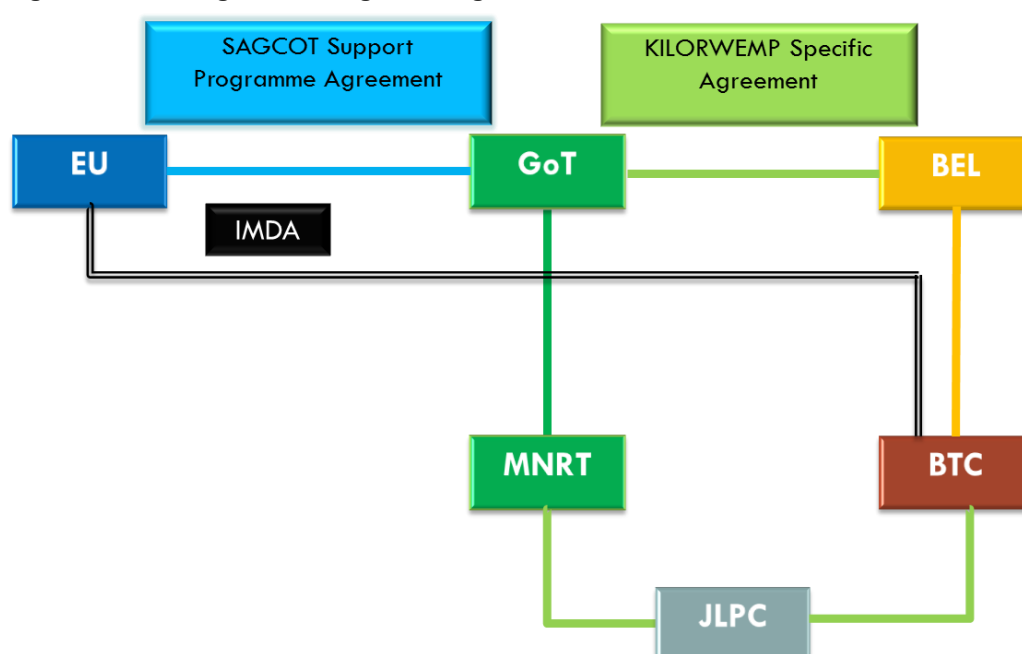 SAGCOT Support
Programme Agreement
KILORWEMP Specific
Agreement
EU
GoT
BEL
IMDA
MNRT
BTC
JLPC